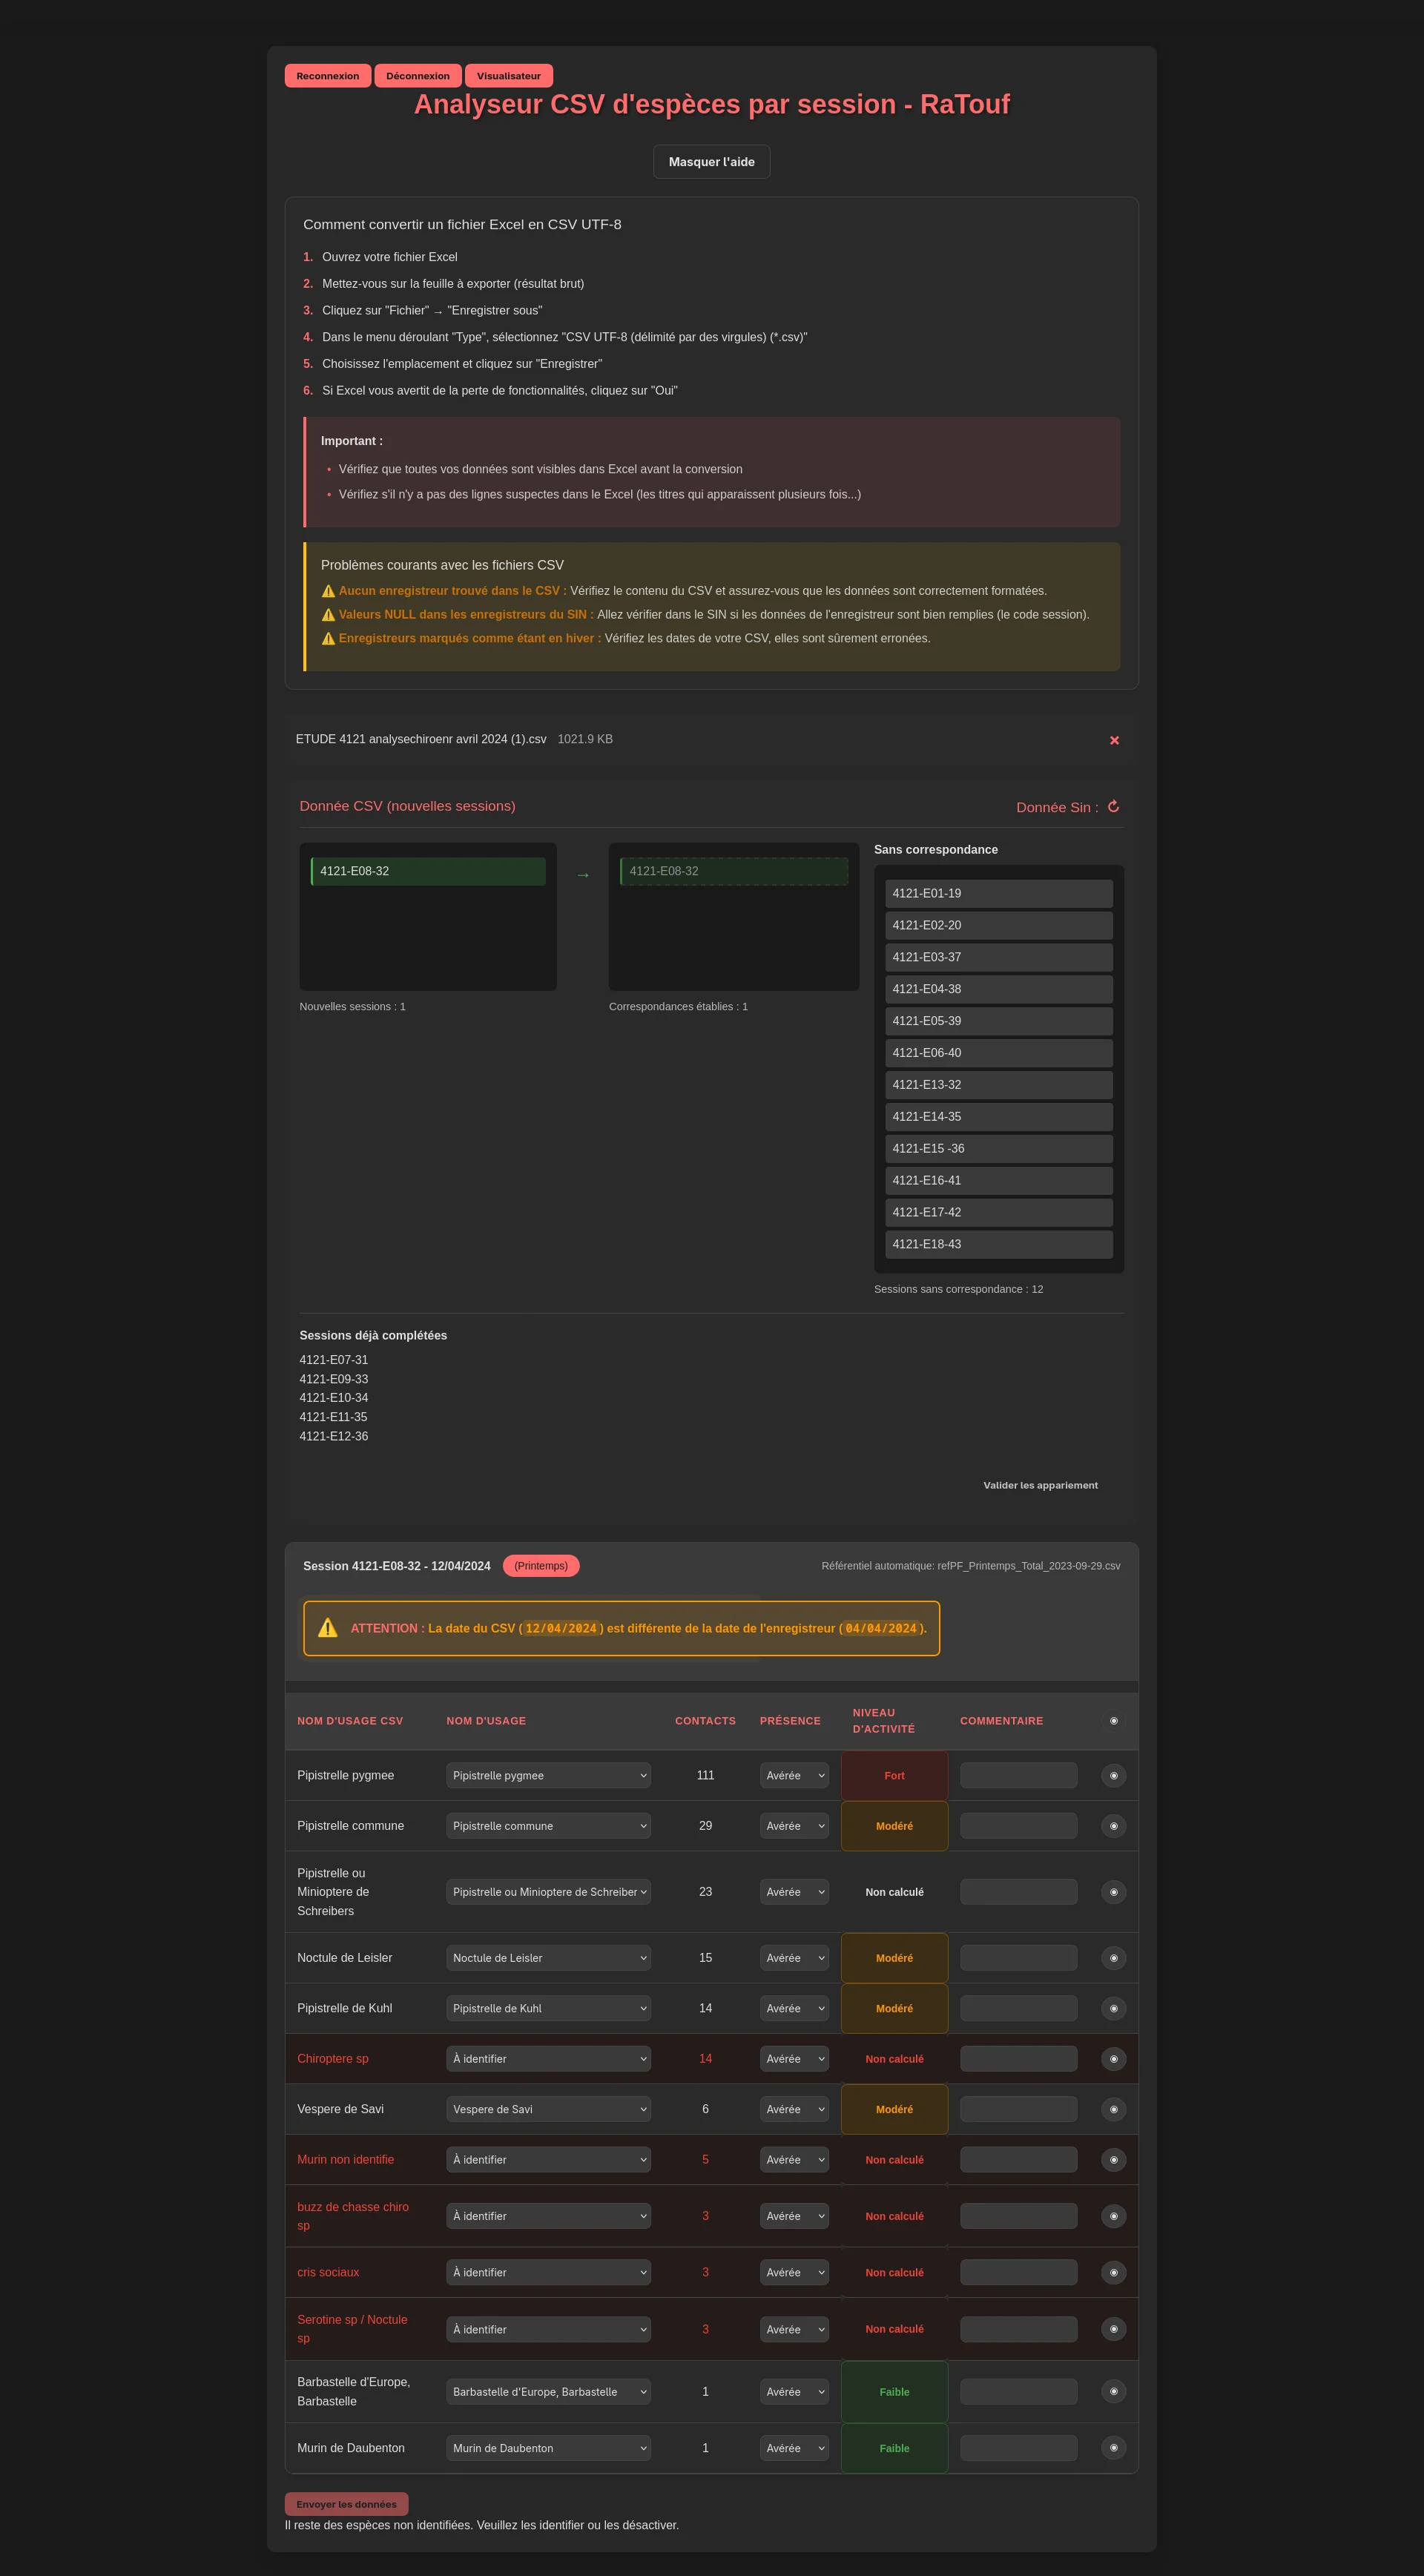 Reconnexion Déconnexion Visualisateur
Analyseur CSV d'espèces par session - RaTouf
Masquer l'aide
Comment convertir un fichier Excel en CSV UTF-8
1. Ouvrez votre fichier Excel
2. Mettez-vous sur la feuille à exporter (résultat brut)
3. Cliquez sur "Fichier" → "Enregistrer sous"
4. Dans le menu déroulant "Type", sélectionnez "CSV UTF-8 (délimité par des virgules) (*.csv)"
5. Choisissez l'emplacement et cliquez sur "Enregistrer"
6. Si Excel vous avertit de la perte de fonctionnalités, cliquez sur "Oui"
Important :
• Vérifiez que toutes vos données sont visibles dans Excel avant la conversion
• Vérifiez s'il n'y a pas des lignes suspectes dans le Excel (les titres qui apparaissent plusieurs fois...)
Problèmes courants avec les fichiers CSV
⚠️ Aucun enregistreur trouvé dans le CSV : Vérifiez le contenu du CSV et assurez-vous que les données sont correctement formatées.
⚠️ Valeurs NULL dans les enregistreurs du SIN : Allez vérifier dans le SIN si les données de l'enregistreur sont bien remplies (le code session).
⚠️ Enregistreurs marqués comme étant en hiver : Vérifiez les dates de votre CSV, elles sont sûrement erronées.
ETUDE 4121 analysechiroenr avril 2024 (1).csv 1021.9 KB ×
Donnée CSV (nouvelles sessions)
Donnée Sin : ↻
4121-E08-32
→
4121-E08-32
Nouvelles sessions : 1
Correspondances établies : 1
Sans correspondance
4121-E01-19
4121-E02-20
4121-E03-37
4121-E04-38
4121-E05-39
4121-E06-40
4121-E13-32
4121-E14-35
4121-E15 -36
4121-E16-41
4121-E17-42
4121-E18-43
Sessions sans correspondance : 12
Sessions déjà complétées
4121-E07-31
4121-E09-33
4121-E10-34
4121-E11-35
4121-E12-36
Valider les appariement
Session 4121-E08-32 - 12/04/2024 (Printemps) Référentiel automatique: refPF_Printemps_Total_2023-09-29.csv
⚠️ ATTENTION : La date du CSV (12/04/2024) est différente de la date de l'enregistreur (04/04/2024).
NOM D'USAGE CSV NOM D'USAGE CONTACTS PRÉSENCE NIVEAU D'ACTIVITÉ COMMENTAIRE
Pipistrelle pygmee Pipistrelle pygmee 111 Avérée Fort
Pipistrelle commune Pipistrelle commune 29 Avérée Modéré
Pipistrelle ou Minioptere de Schreibers Pipistrelle ou Minioptere de Schreiber 23 Avérée Non calculé
Noctule de Leisler Noctule de Leisler 15 Avérée Modéré
Pipistrelle de Kuhl Pipistrelle de Kuhl 14 Avérée Modéré
Chiroptere sp À identifier 14 Avérée Non calculé
Vespere de Savi Vespere de Savi 6 Avérée Modéré
Murin non identifie À identifier 5 Avérée Non calculé
buzz de chasse chiro sp À identifier 3 Avérée Non calculé
cris sociaux À identifier 3 Avérée Non calculé
Serotine sp / Noctule sp À identifier 3 Avérée Non calculé
Barbastelle d'Europe, Barbastelle Barbastelle d'Europe, Barbastelle 1 Avérée Faible
Murin de Daubenton Murin de Daubenton 1 Avérée Faible
Envoyer les données
Il reste des espèces non identifiées. Veuillez les identifier ou les désactiver.